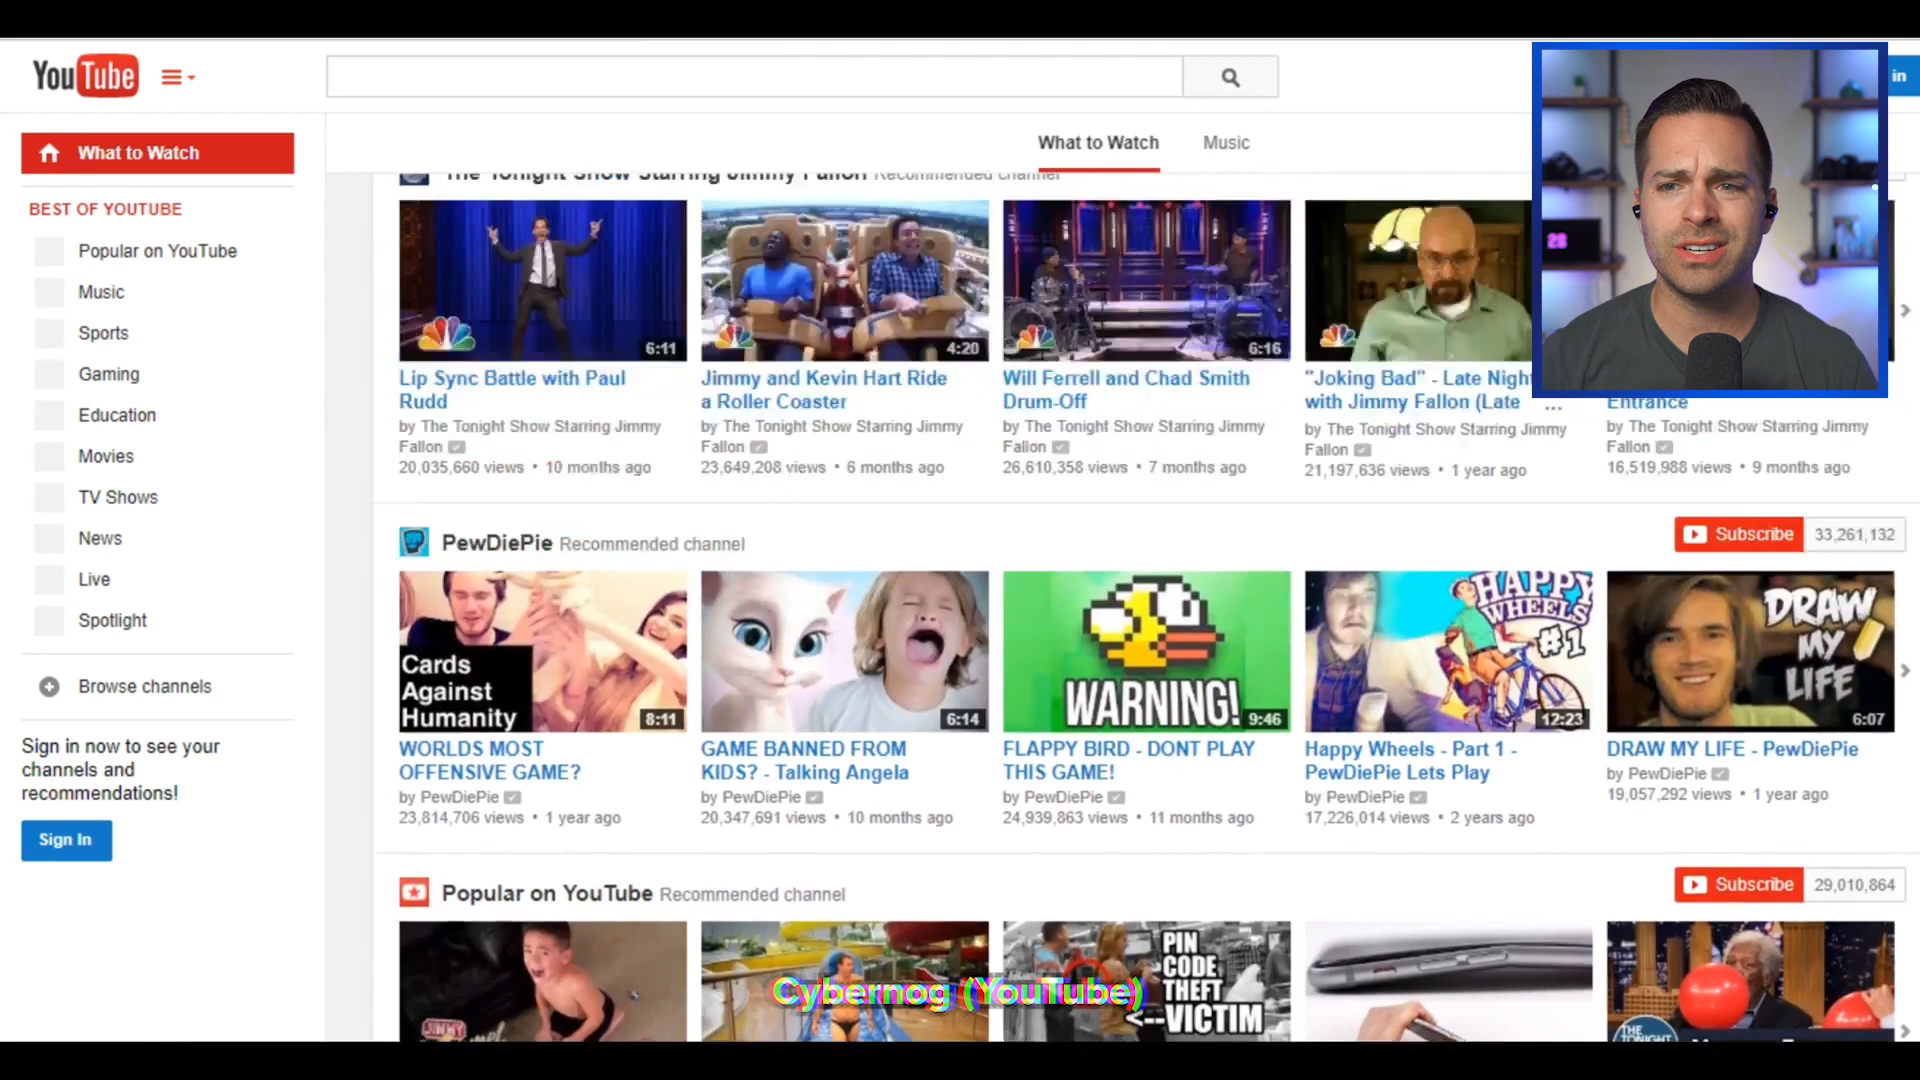 YouTube
in
What to Watch
Music
What to Watch
BEST OF YOUTUBE
Popular on YouTube
Music
Sports
Gaming
Education
Movies
TV Shows
News
Live
Spotlight
Browse channels
Sign in now to see your
channels and
recommendations!
Sign In
The Tonight Show Starring Jimmy Fallon Recommended channel
28
6:11
4:20
6:16
Lip Sync Battle with Paul
Rudd
by The Tonight Show Starring Jimmy
Fallon
20,035,660 views • 10 months ago
Jimmy and Kevin Hart Ride
a Roller Coaster
by The Tonight Show Starring Jimmy
Fallon
23,649,208 views • 6 months ago
Will Ferrell and Chad Smith
Drum-Off
by The Tonight Show Starring Jimmy
Fallon
26,610,358 views • 7 months ago
"Joking Bad" - Late Night
with Jimmy Fallon (Late ...
by The Tonight Show Starring Jimmy
Fallon
21,197,636 views • 1 year ago
Entrance
by The Tonight Show Starring Jimmy
Fallon
16,519,988 views • 9 months ago
PewDiePie Recommended channel
Subscribe 33,261,132
Cards
Against
Humanity
8:11
WORLDS MOST
OFFENSIVE GAME?
by PewDiePie
23,814,706 views • 1 year ago
6:14
GAME BANNED FROM
KIDS? - Talking Angela
by PewDiePie
20,347,691 views • 10 months ago
WARNING!
9:46
FLAPPY BIRD - DONT PLAY
THIS GAME!
by PewDiePie
24,939,863 views • 11 months ago
HAPPY
WHEELS
#1
12:23
Happy Wheels - Part 1 -
PewDiePie Lets Play
by PewDiePie
17,226,014 views • 2 years ago
DRAW
MY
LIFE
6:07
DRAW MY LIFE - PewDiePie
by PewDiePie
19,057,292 views • 1 year ago
Popular on YouTube Recommended channel
Subscribe 29,010,864
JIMMY
PIN
CODE
THEFT
<--VICTIM
THE
TONIGHT
Cybernog (YouTube)